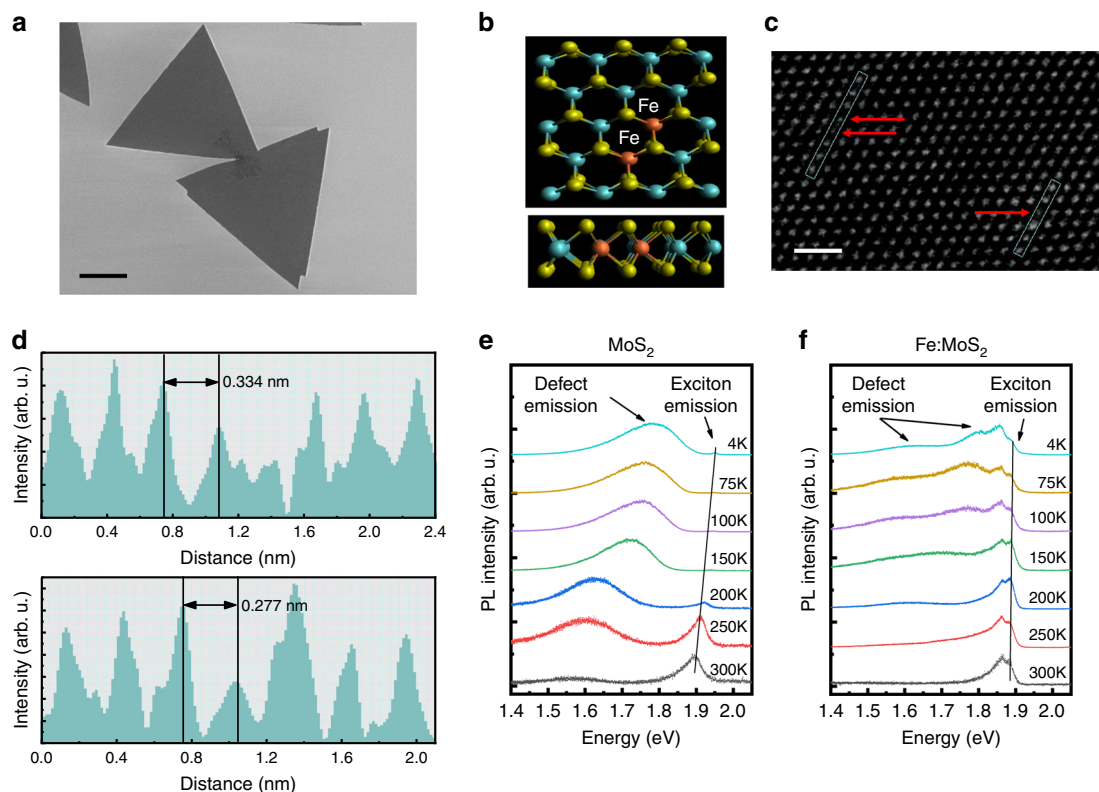 a
b
Fe
Fe
c
d
Intensity (arb. u.)
0.334 nm
0.0 0.4 0.8 1.2 1.6 2.0 2.4
Distance (nm)
Intensity (arb. u.)
0.277 nm
0.0 0.4 0.8 1.2 1.6 2.0
Distance (nm)
e
MoS₂
Defect
emission
Exciton
emission
4K
75K
100K
150K
200K
250K
300K
PL intensity (arb. u.)
1.4 1.5 1.6 1.7 1.8 1.9 2.0
Energy (eV)
f
Fe:MoS₂
Defect
emission
Exciton
emission
4K
75K
100K
150K
200K
250K
300K
PL intensity (arb. u.)
1.4 1.5 1.6 1.7 1.8 1.9 2.0
Energy (eV)